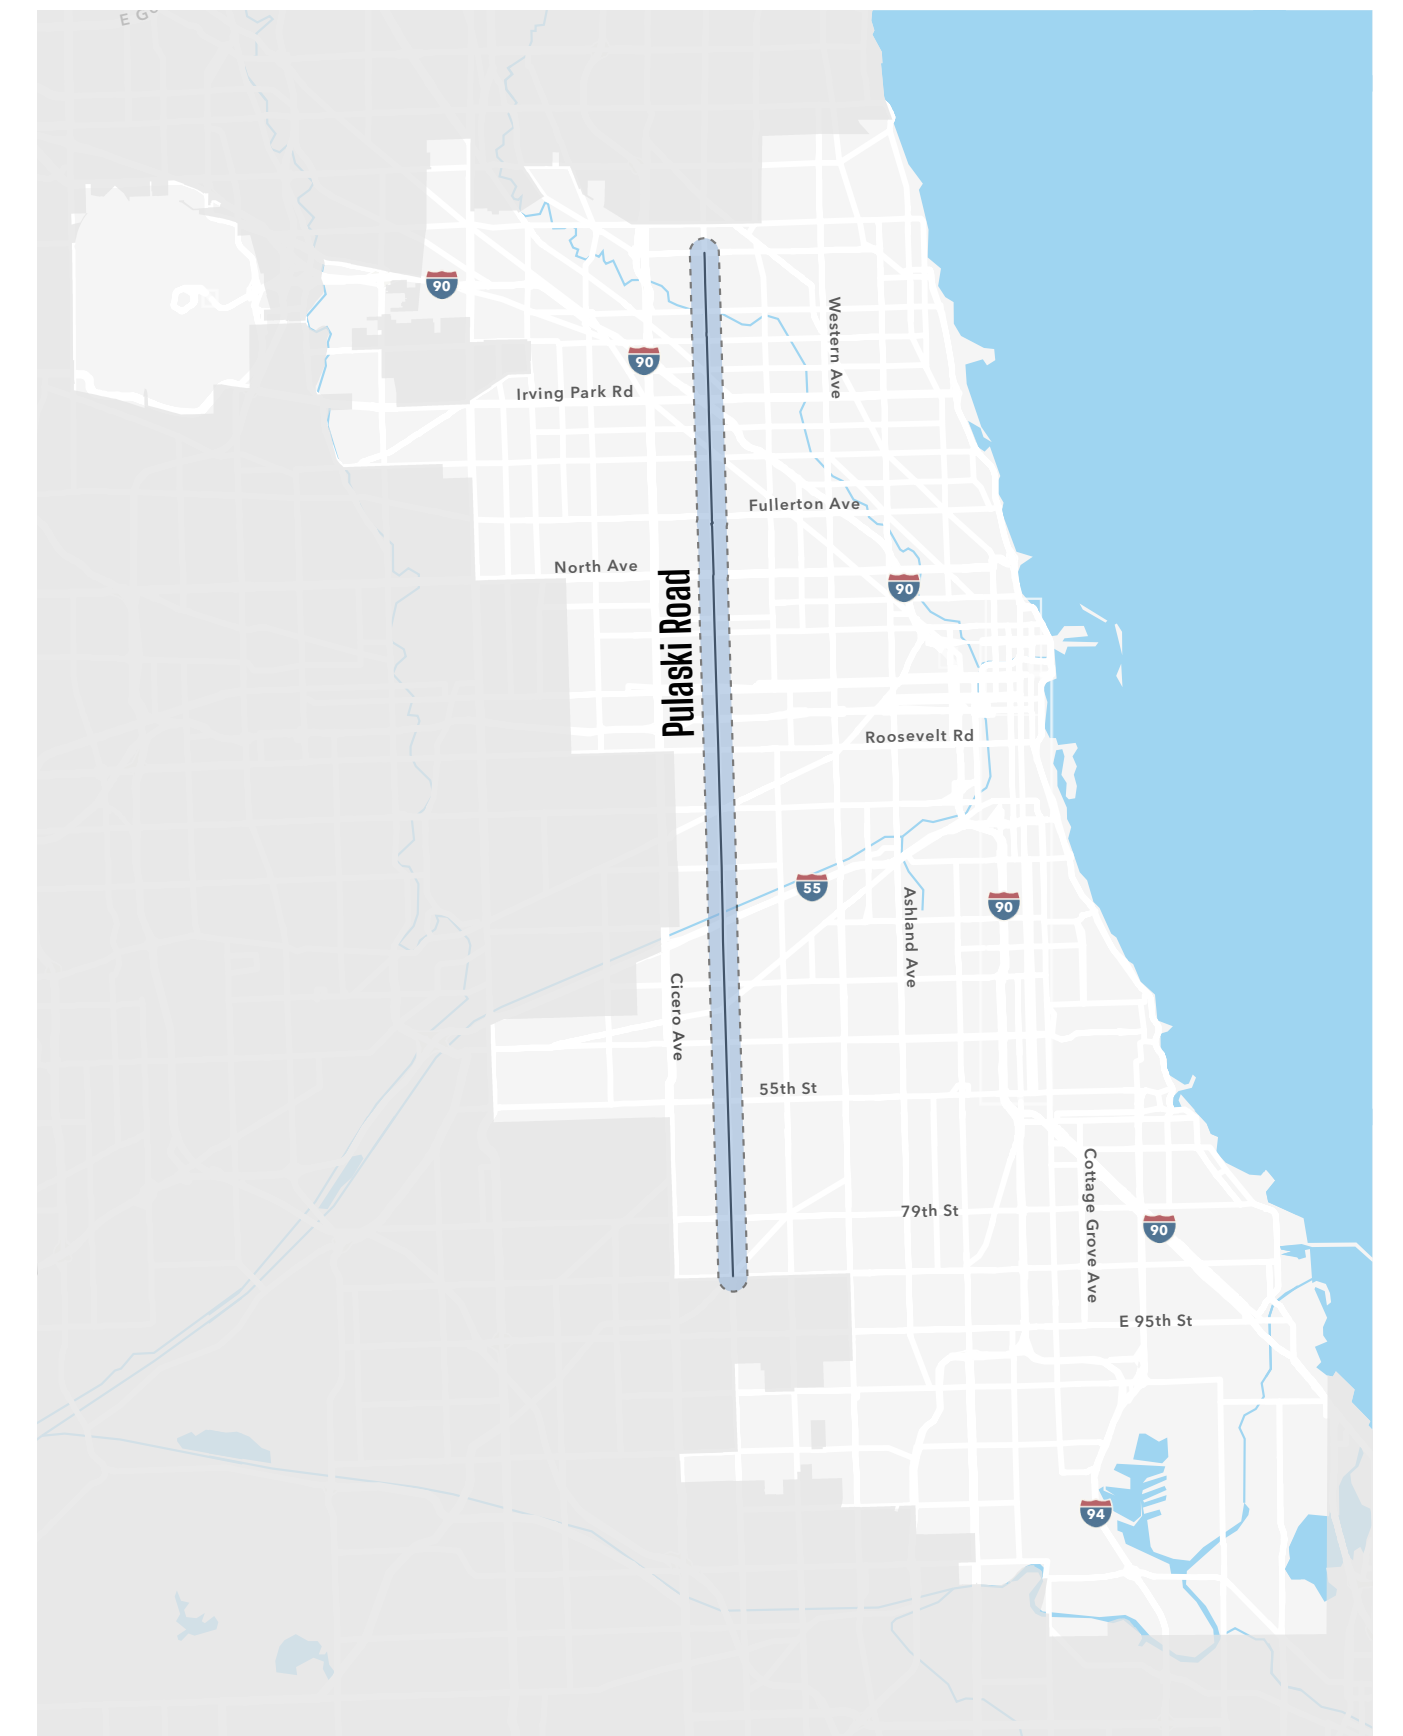 90
Western Ave
90
Irving Park Rd
Fullerton Ave
North Ave
90
Pulaski Road
Roosevelt Rd
55
Ashland Ave
90
Cicero Ave
55th St
Cottage Grove Ave
79th St
90
E 95th St
94